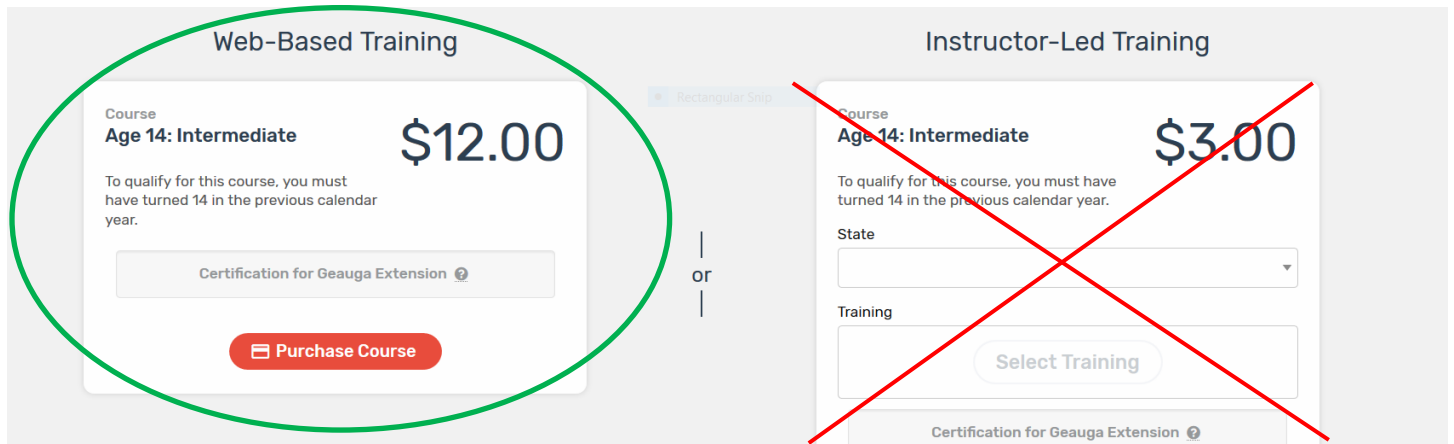 Web-Based Training
Course
Age 14: Intermediate
$12.00
To qualify for this course, you must
have turned 14 in the previous calendar
year.
Certification for Geauga Extension ?
Purchase Course
or
Rectangular Snip
Instructor-Led Training
Course
Age 14: Intermediate
$3.00
To qualify for this course, you must have
turned 14 in the previous calendar year.
State
Training
Select Training
Certification for Geauga Extension ?